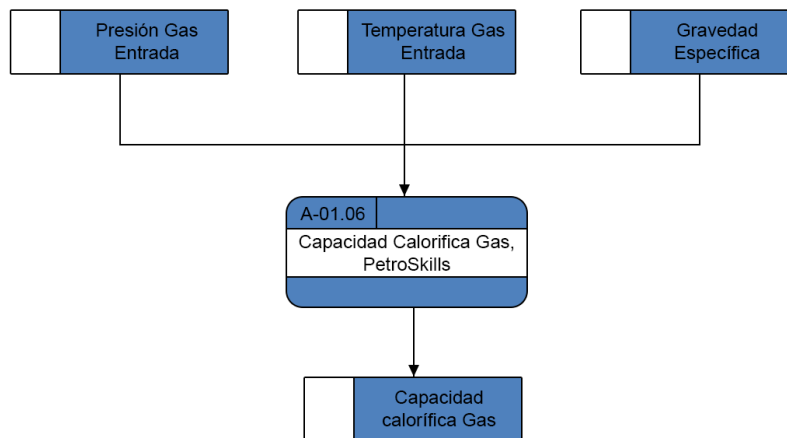 Presión Gas
Entrada
Temperatura Gas
Entrada
Gravedad
Específica
A-01.06
Capacidad Calorifica Gas,
PetroSkills
Capacidad
calorífica Gas